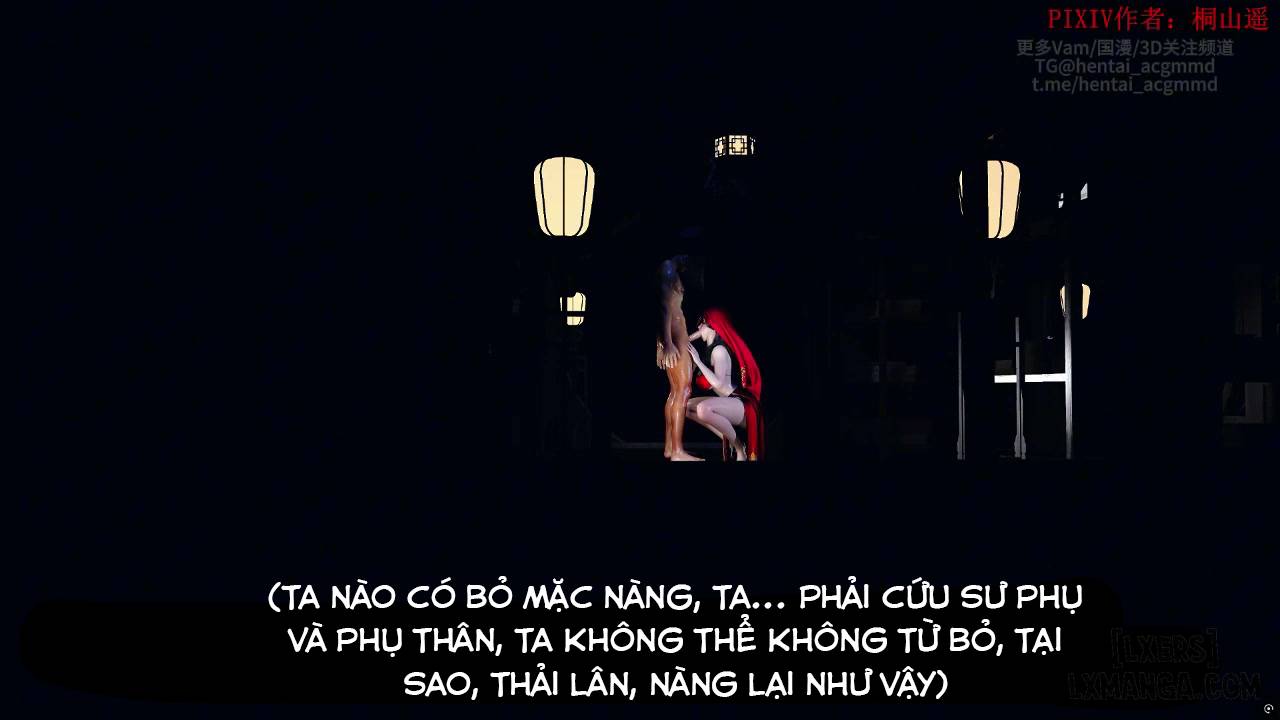 PIXIV作者：桐山遥
更多Vam/国漫/3D关注频道
TG@hentai_acgmmd
t.me/hentai_acgmmd
(TA NÀO CÓ BỎ MẶC NÀNG, TA... PHẢI CỨU SƯ PHỤ
VÀ PHỤ THÂN, TA KHÔNG THỂ KHÔNG TỪ BỎ, TẠI
SAO, THẢI LÂN, NÀNG LẠI NHƯ VẬY)
[LXERS]
LXMANGA.COM